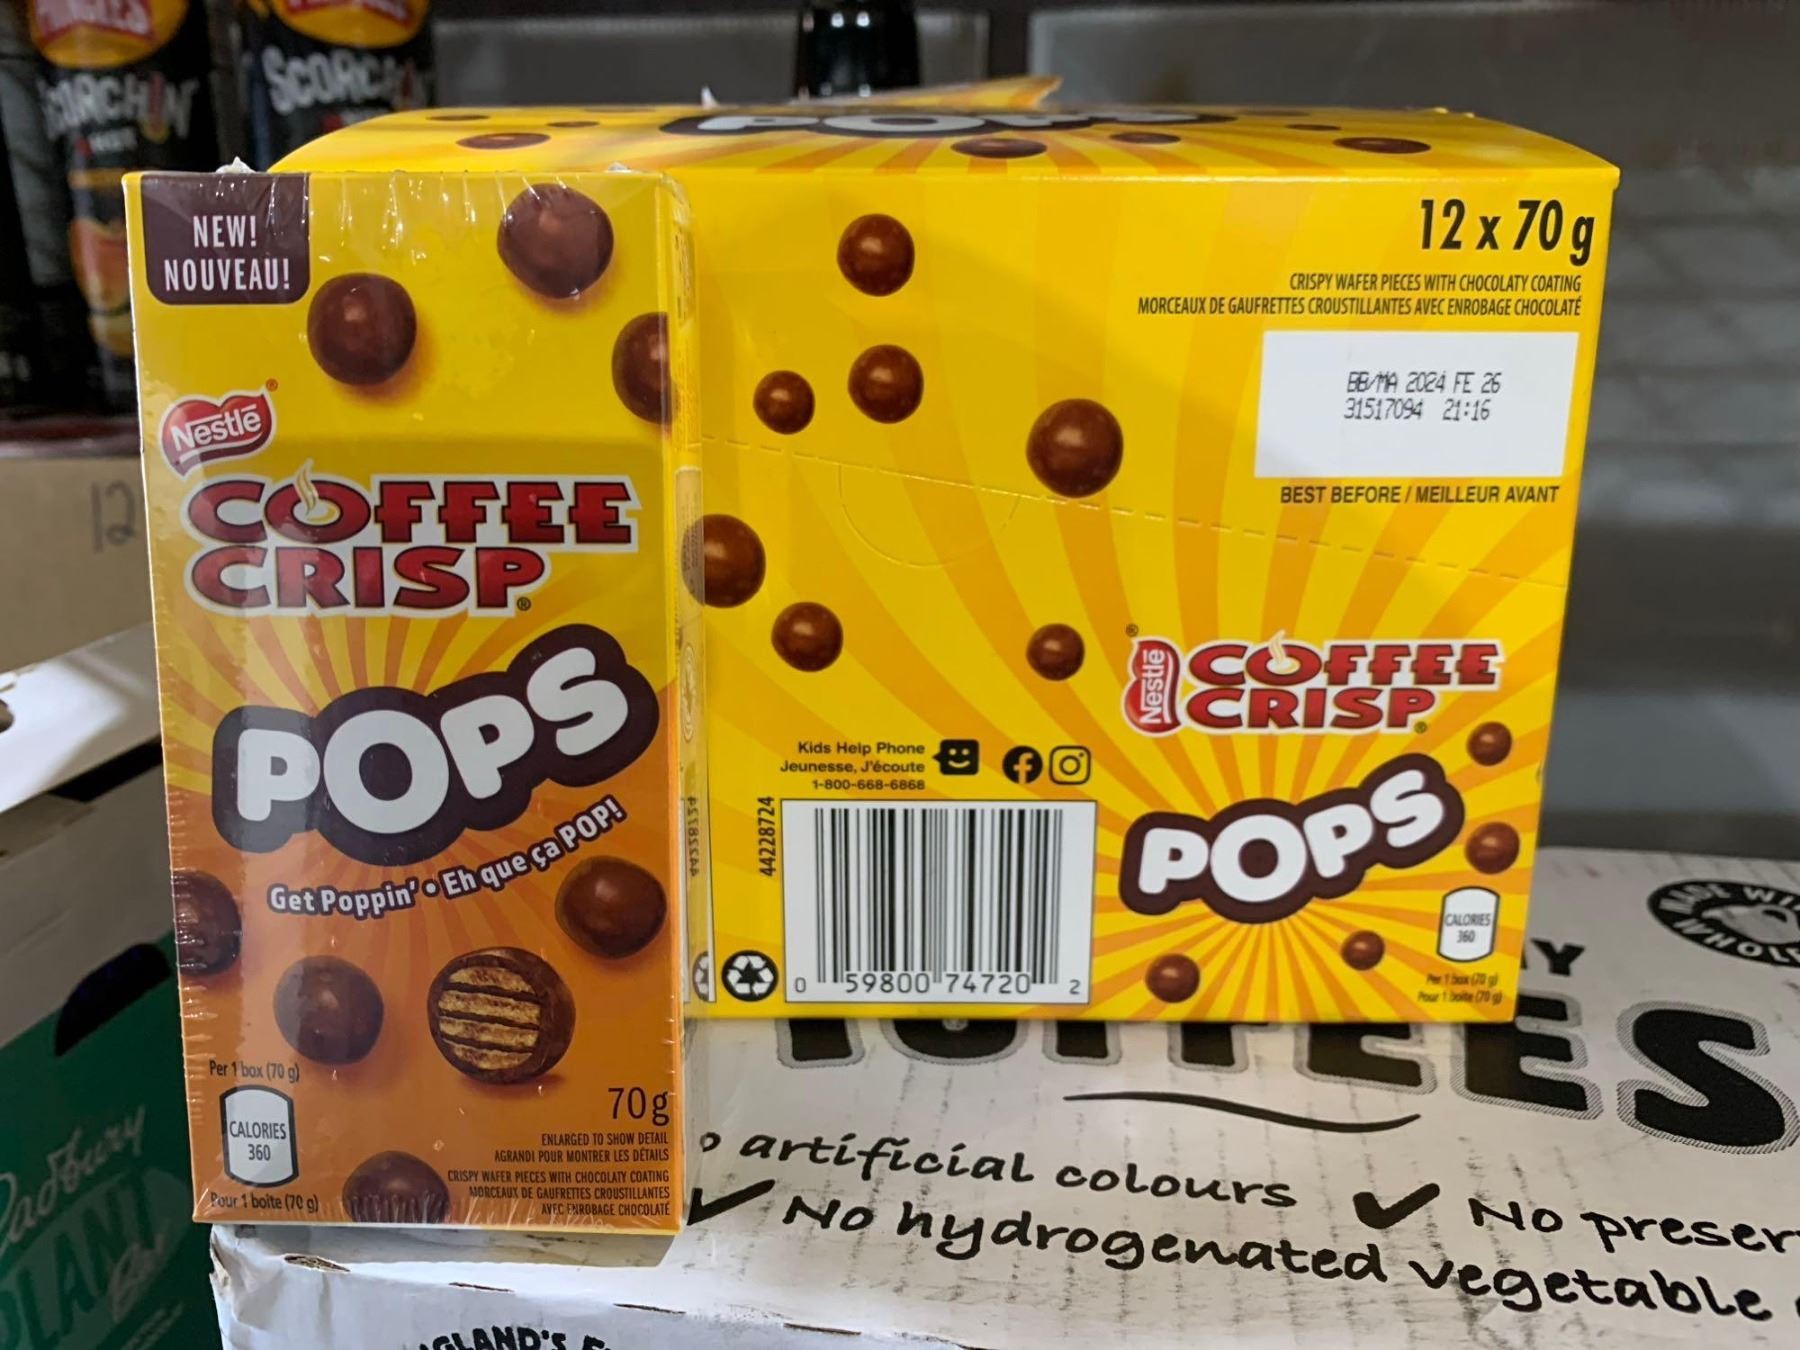 SCORCHIN
NEW!
NOUVEAU!
Nestlé
COFFEE
CRISP
POPS
Get Poppin' • Eh que ça POP!
Per 1 box (70 g)
CALORIES
360
Pour 1 boîte (70 g)
70 g
ENLARGED TO SHOW DETAIL
AGRANDI POUR MONTRER LES DÉTAILS
CRISPY WAFER PIECES WITH CHOCOLATY COATING
MORCEAUX DE GAUFRETTES CROUSTILLANTES
AVEC ENROBAGE CHOCOLATÉ
POPS
12 x 70 g
CRISPY WAFER PIECES WITH CHOCOLATY COATING
MORCEAUX DE GAUFRETTES CROUSTILLANTES AVEC ENROBAGE CHOCOLATÉ
BB/MA 2024 FE 26
31517094 21:16
BEST BEFORE / MEILLEUR AVANT
Nestlé
COFFEE
CRISP
POPS
CALORIES
360
Per 1 box (70 g)
Pour 1 boîte (70 g)
Kids Help Phone
Jeunesse, J'écoute
1-800-668-6868
44228724
0 59800 74720 2
12
Cadbury
artificial colours ✓ No
✓ No hydrogenated vegetable